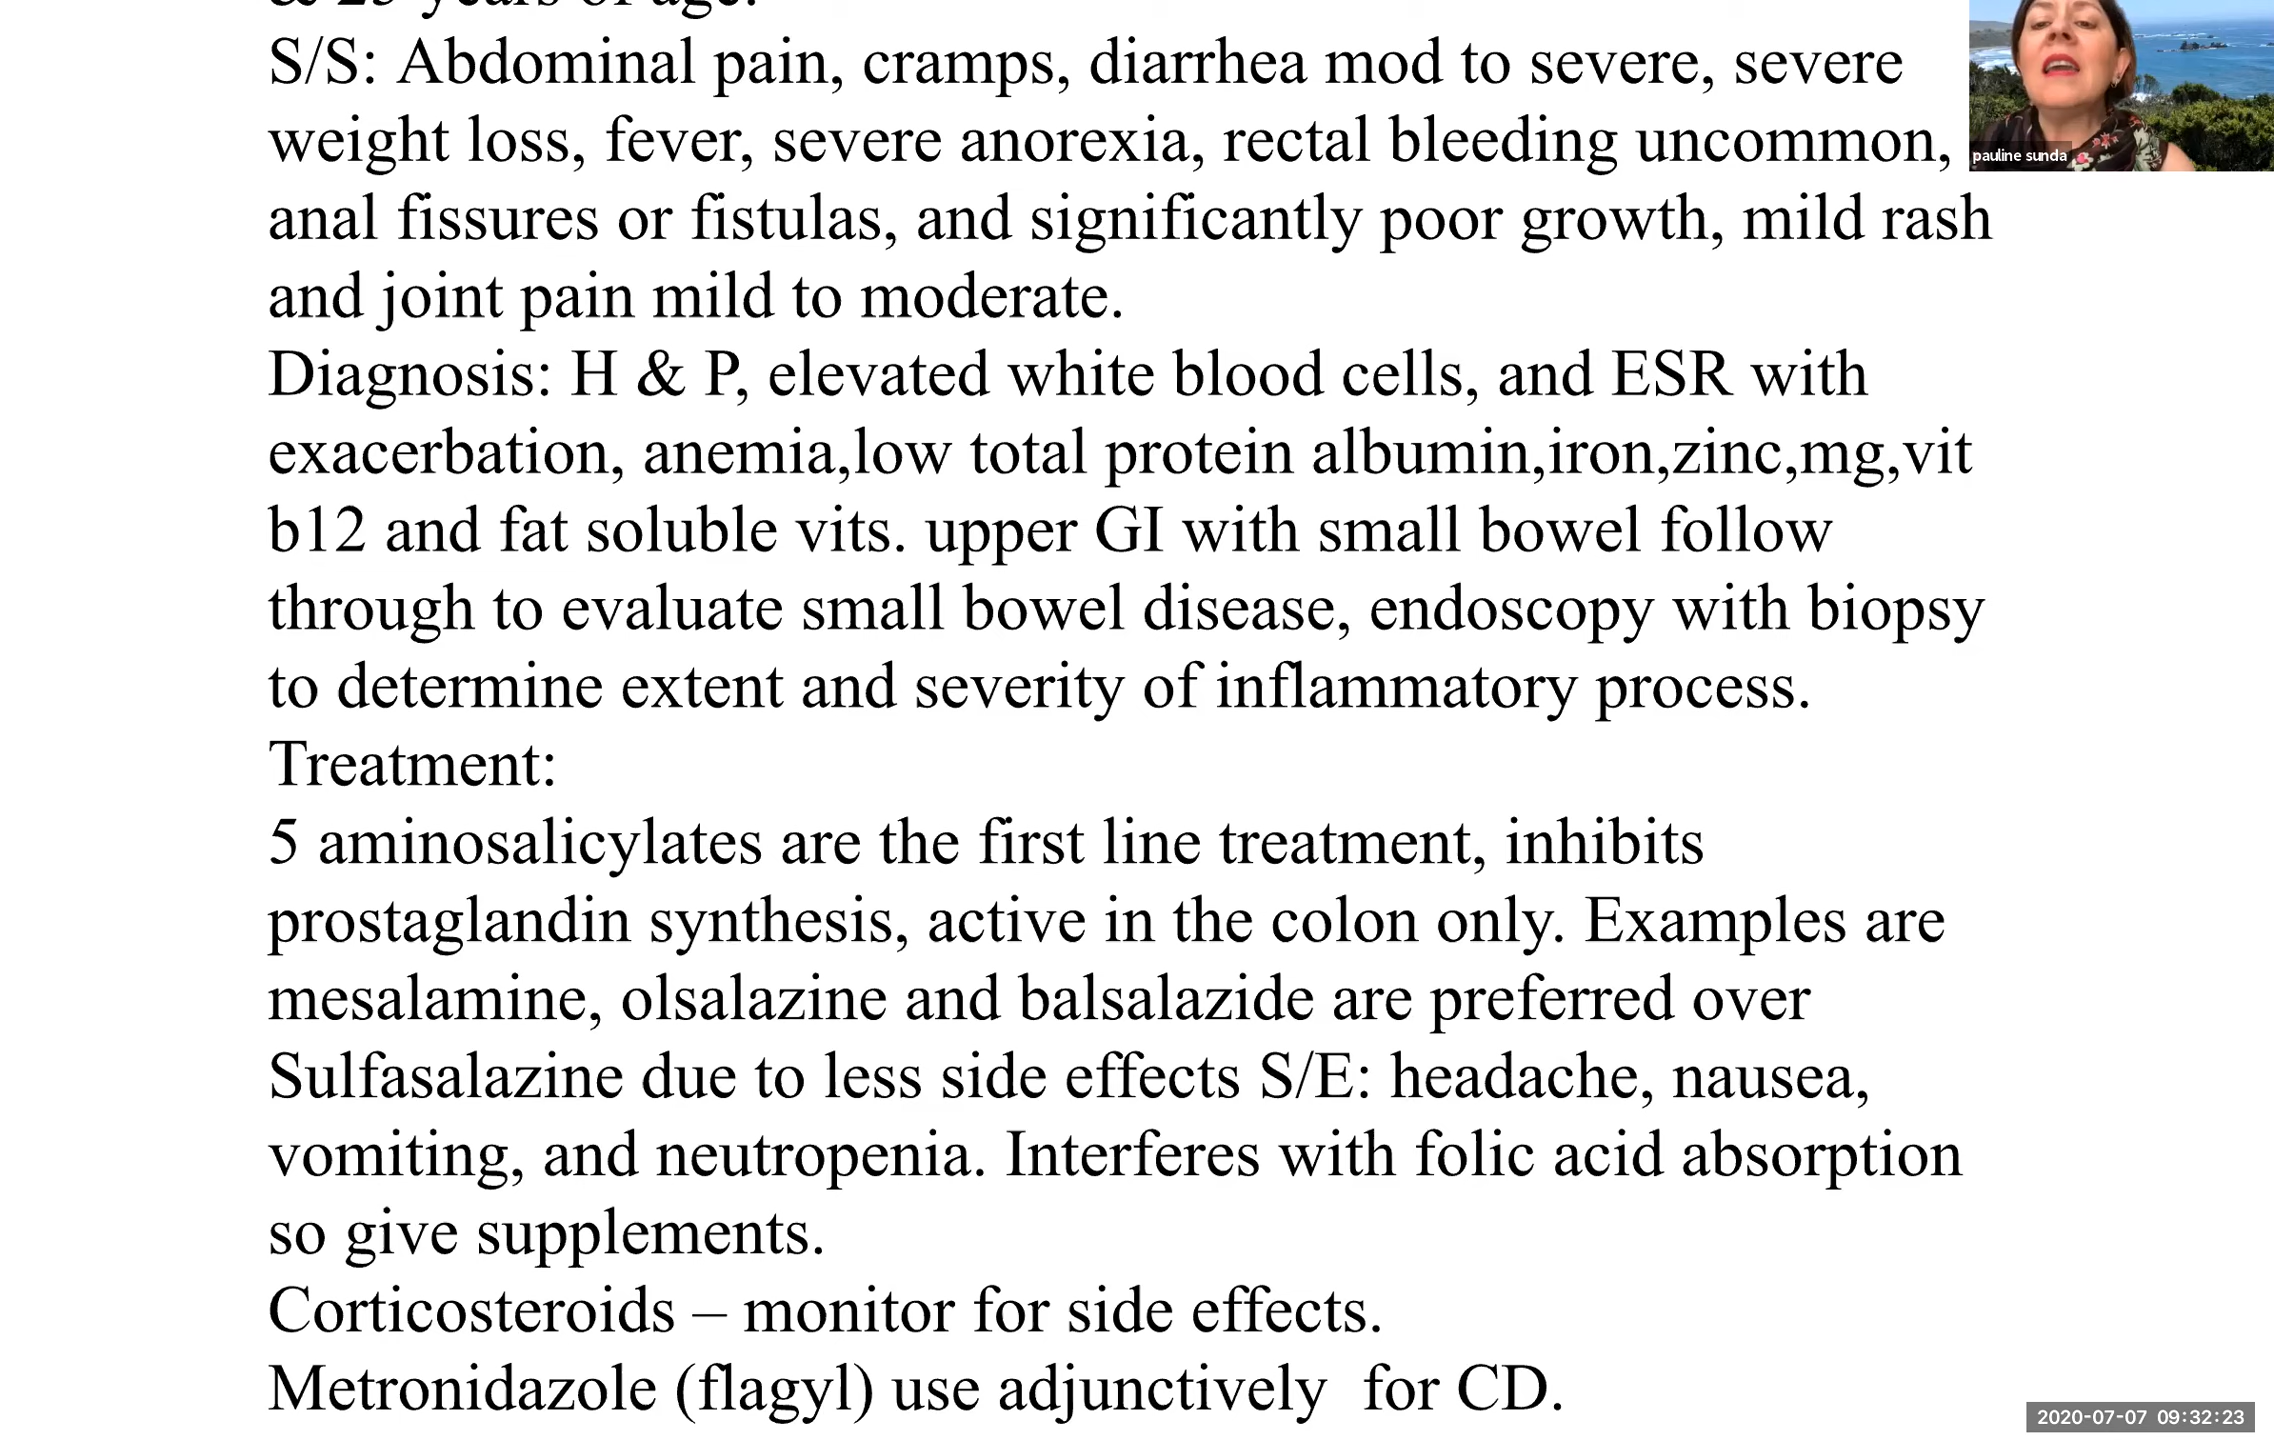 & 25 years of age.
S/S: Abdominal pain, cramps, diarrhea mod to severe, severe
weight loss, fever, severe anorexia, rectal bleeding uncommon,
anal fissures or fistulas, and significantly poor growth, mild rash
and joint pain mild to moderate.
Diagnosis: H & P, elevated white blood cells, and ESR with
exacerbation, anemia,low total protein albumin,iron,zinc,mg,vit
b12 and fat soluble vits. upper GI with small bowel follow
through to evaluate small bowel disease, endoscopy with biopsy
to determine extent and severity of inflammatory process.
Treatment:
5 aminosalicylates are the first line treatment, inhibits
prostaglandin synthesis, active in the colon only. Examples are
mesalamine, olsalazine and balsalazide are preferred over
Sulfasalazine due to less side effects S/E: headache, nausea,
vomiting, and neutropenia. Interferes with folic acid absorption
so give supplements.
Corticosteroids – monitor for side effects.
Metronidazole (flagyl) use adjunctively  for CD.
pauline sunda
2020-07-07 09:32:23